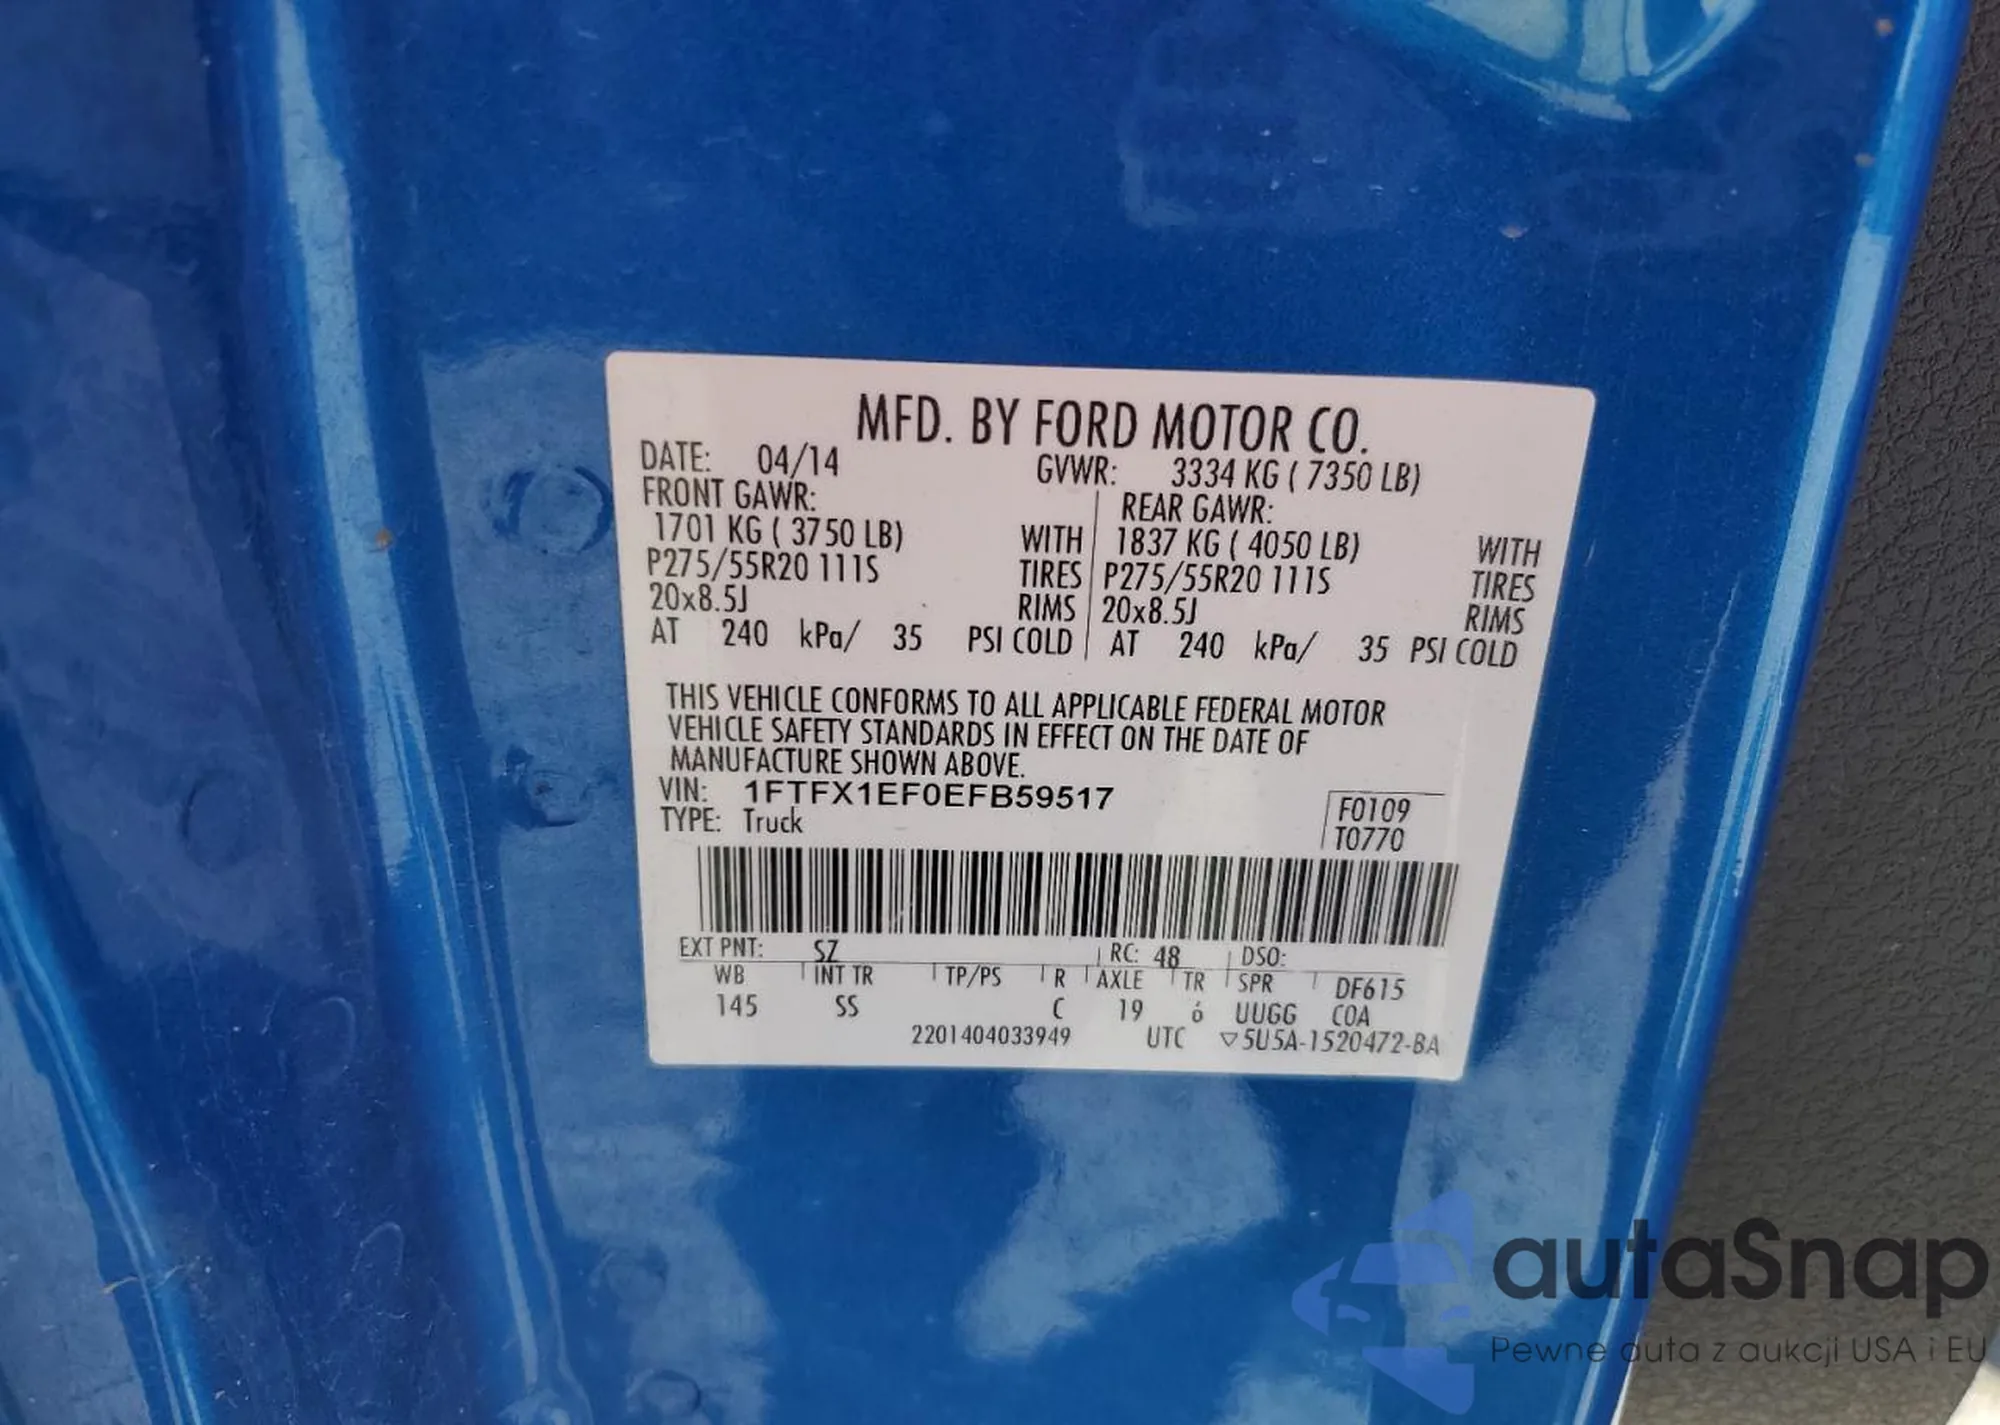 MFD. BY FORD MOTOR CO.
DATE: 04/14 GVWR: 3334 KG ( 7350 LB)
FRONT GAWR: REAR GAWR:
1701 KG ( 3750 LB) WITH 1837 KG ( 4050 LB) WITH
P275/55R20 111S TIRES P275/55R20 111S TIRES
20x8.5J RIMS 20x8.5J RIMS
AT 240 kPa/ 35 PSI COLD AT 240 kPa/ 35 PSI COLD
THIS VEHICLE CONFORMS TO ALL APPLICABLE FEDERAL MOTOR
VEHICLE SAFETY STANDARDS IN EFFECT ON THE DATE OF
MANUFACTURE SHOWN ABOVE.
VIN: 1FTFX1EF0EFB59517
TYPE: Truck
F0109
T0770
EXT PNT: SZ RC: 48 DSO:
WB INT TR TP/PS R AXLE TR SPR DF615
145 SS C 19 6 UUGG COA
2201404033949 UTC ▽5U5A-1520472-BA
autaSnap
Pewne auta z aukcji USA i EU